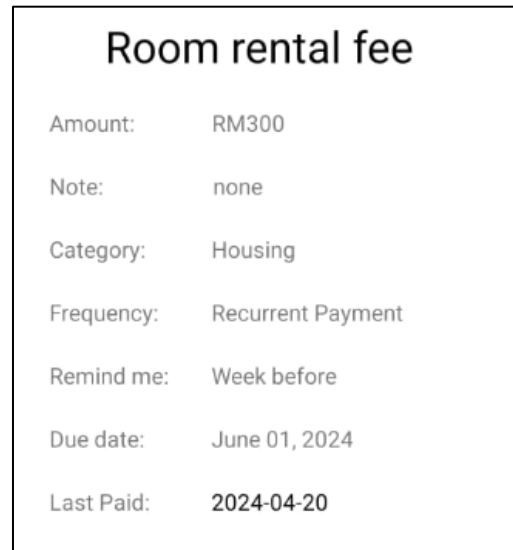 Room rental fee
Amount: RM300
Note: none
Category: Housing
Frequency: Recurrent Payment
Remind me: Week before
Due date: June 01, 2024
Last Paid: 2024-04-20